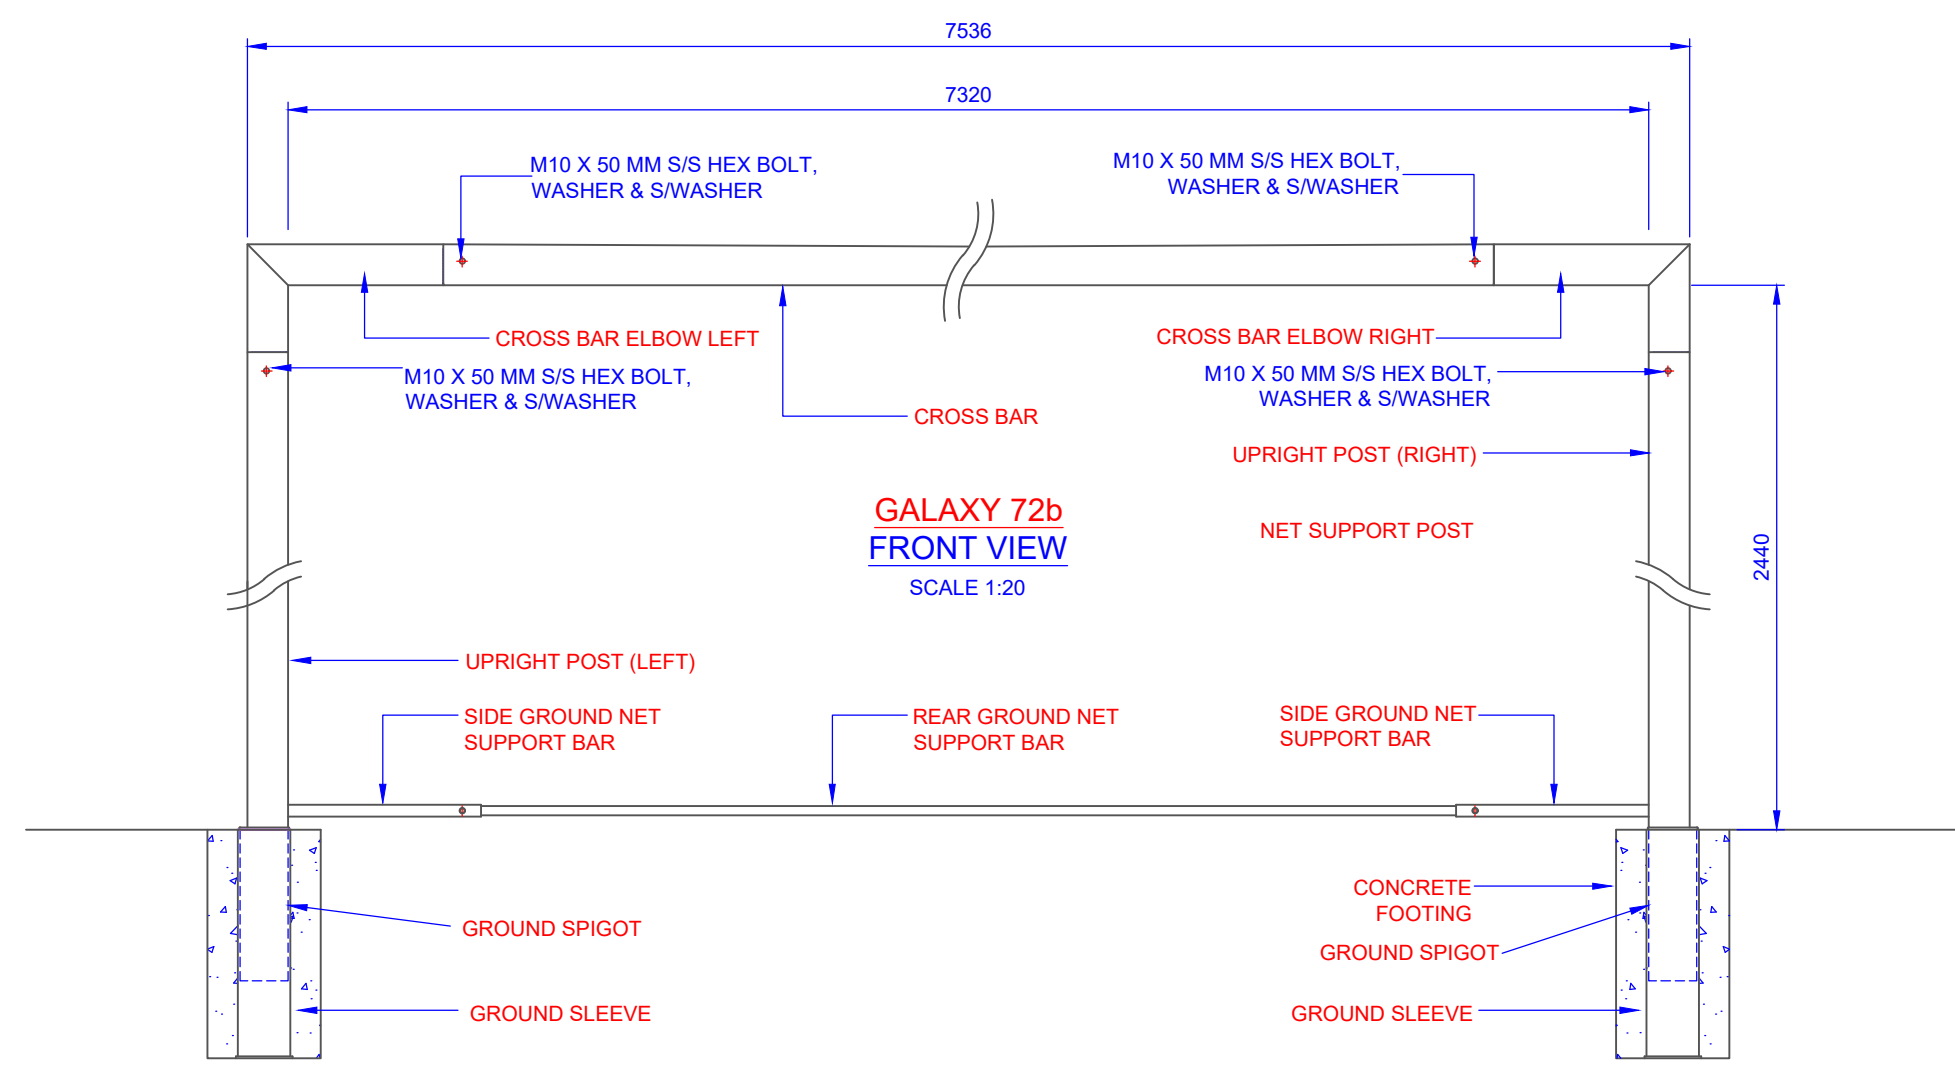 7536
7320
M10 X 50 MM S/S HEX BOLT,
WASHER & S/WASHER
M10 X 50 MM S/S HEX BOLT,
WASHER & S/WASHER
CROSS BAR ELBOW LEFT
CROSS BAR ELBOW RIGHT
M10 X 50 MM S/S HEX BOLT,
WASHER & S/WASHER
M10 X 50 MM S/S HEX BOLT,
WASHER & S/WASHER
CROSS BAR
UPRIGHT POST (RIGHT)
GALAXY 72b
FRONT VIEW
SCALE 1:20
NET SUPPORT POST
2440
UPRIGHT POST (LEFT)
SIDE GROUND NET
SUPPORT BAR
REAR GROUND NET
SUPPORT BAR
SIDE GROUND NET
SUPPORT BAR
CONCRETE
FOOTING
GROUND SPIGOT
GROUND SPIGOT
GROUND SLEEVE
GROUND SLEEVE